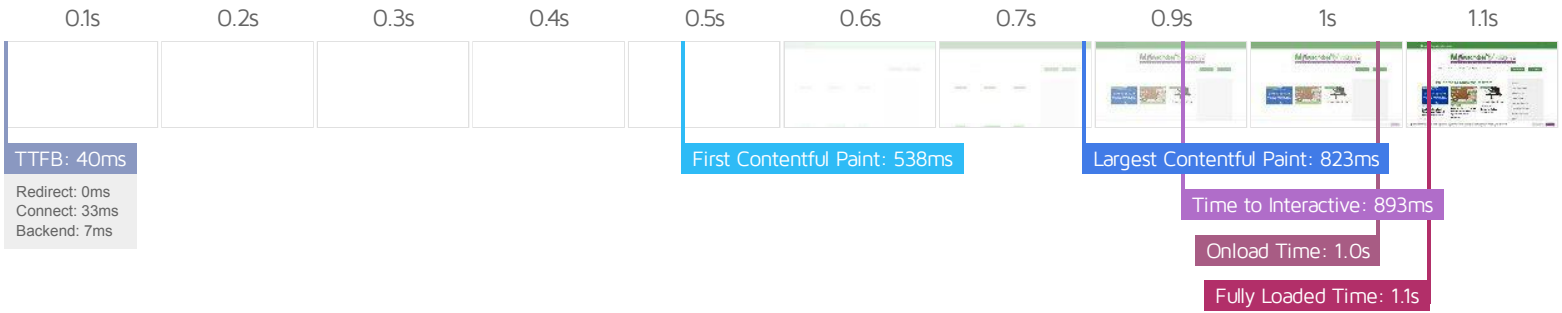 0.1s 0.2s 0.3s 0.4s 0.5s 0.6s 0.7s 0.9s 1s 1.1s
TTFB: 40ms
First Contentful Paint: 538ms
Largest Contentful Paint: 823ms
Redirect: 0ms
Connect: 33ms
Backend: 7ms
Time to Interactive: 893ms
Onload Time: 1.0s
Fully Loaded Time: 1.1s